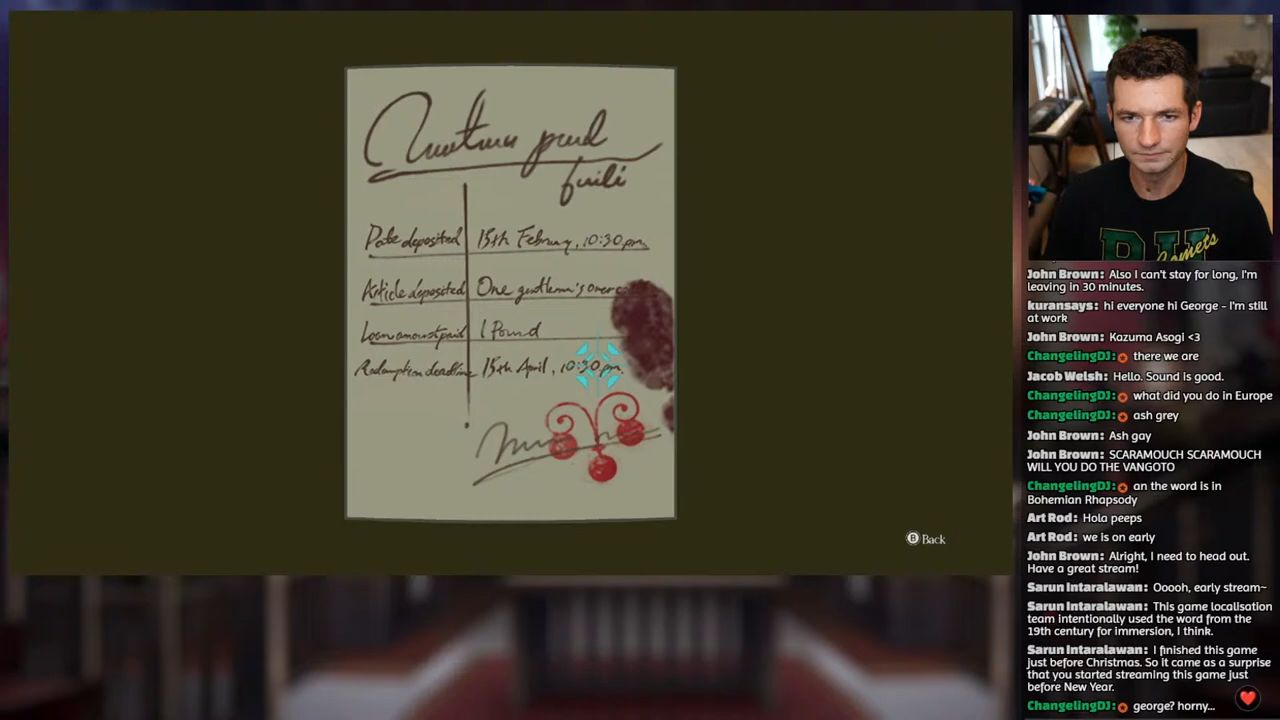 Date deposited 15th February, 10:30pm
Article deposited One gentleman's overc
Loan amount paid 1 Pound
Redemption deadline 15th April, 10:30pm
B Back
Comets
John Brown: Also I can't stay for long, I'm
leaving in 30 minutes.
kuransays: hi everyone hi George - I'm still
at work
John Brown: Kazuma Asogi <3
ChangelingDJ: there we are
Jacob Welsh: Hello. Sound is good.
ChangelingDJ: what did you do in Europe
ChangelingDJ: ash grey
John Brown: Ash gay
John Brown: SCARAMOUCH SCARAMOUCH
WILL YOU DO THE VANGOTO
ChangelingDJ: an the word is in
Bohemian Rhapsody
Art Rod: Hola peeps
Art Rod: we is on early
John Brown: Alright, I need to head out.
Have a great stream!
Sarun Intaralawan: Ooooh, early stream~
Sarun Intaralawan: This game localisation
team intentionally used the word from the
19th century for immersion, I think.
Sarun Intaralawan: I finished this game
just before Christmas. So it came as a surprise
that you started streaming this game just
before New Year.
ChangelingDJ: george? horny...